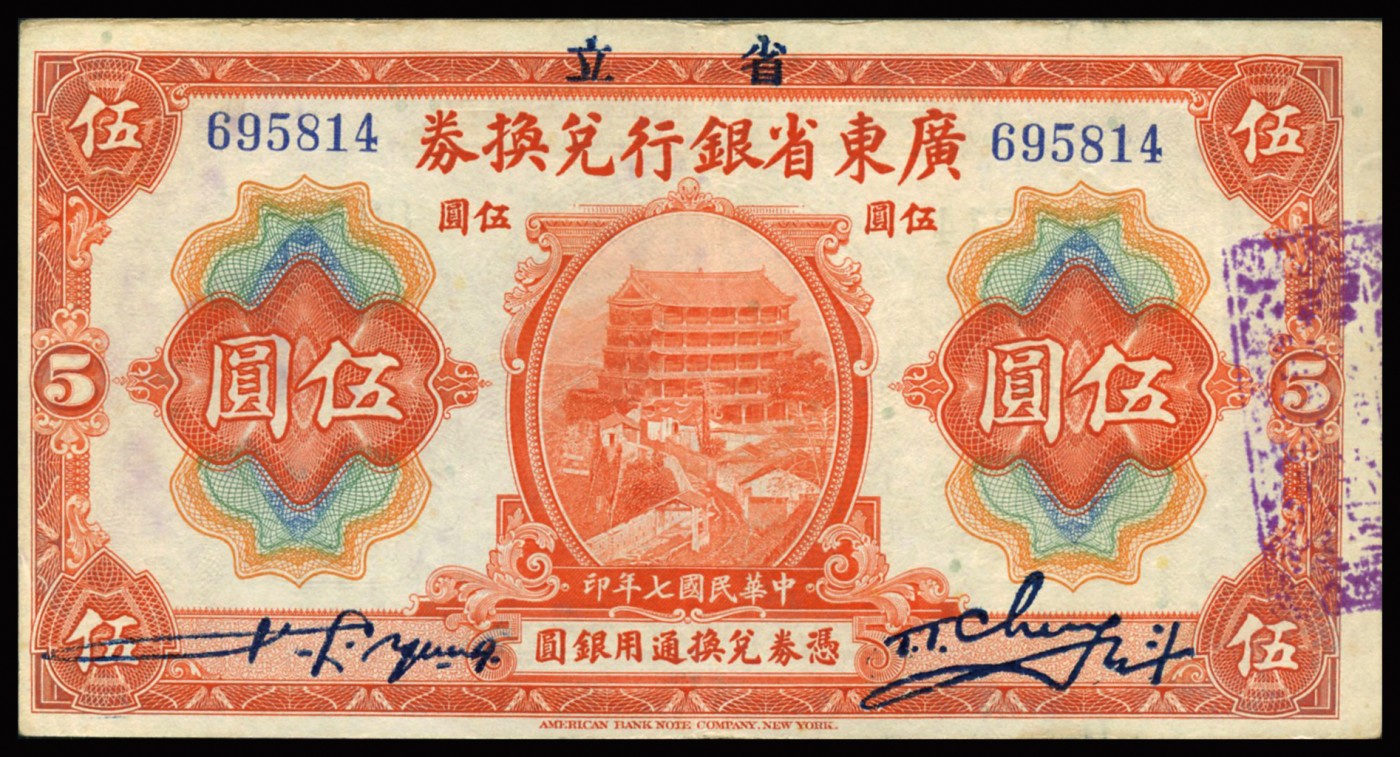 省立
伍 伍
695814 廣東省銀行兌換券 695814
伍圓 伍圓
伍圓 伍圓
5 5
中華民國七年印
伍 憑券兌換通用銀圓 伍
AMERICAN BANK NOTE COMPANY, NEW YORK.